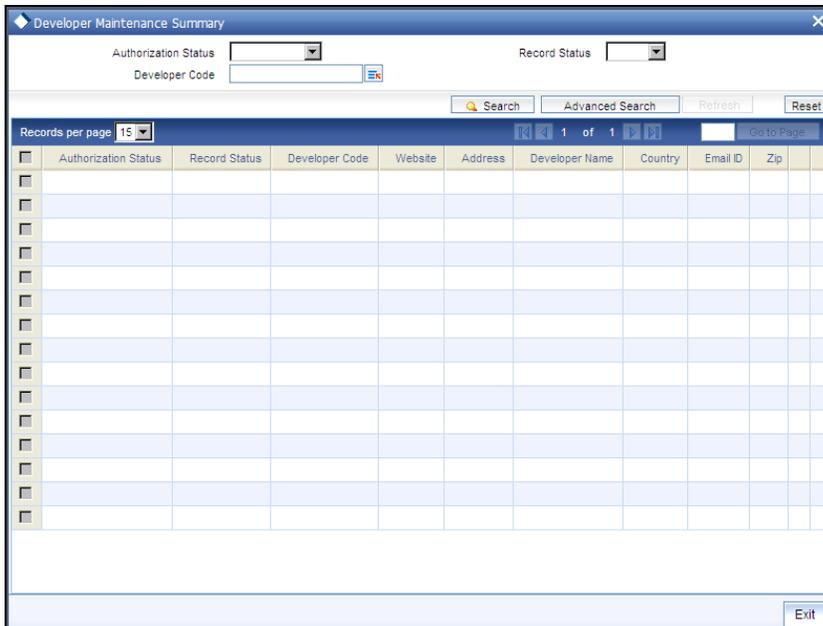 Developer Maintenance Summary
Authorization Status
Record Status
Developer Code
Search
Advanced Search
Refresh
Reset
Records per page 15
1 of 1
Go to Page
Authorization Status Record Status Developer Code Website Address Developer Name Country Email ID Zip
Exit